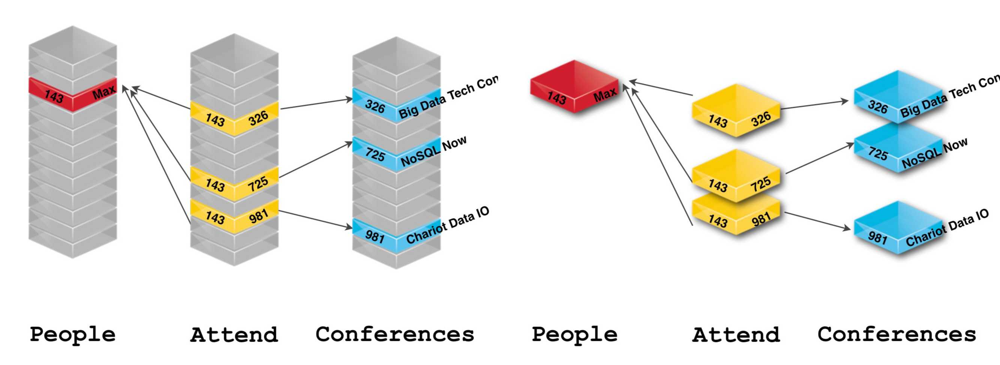 143 Max
143 326
143 725
143 981
326 Big Data Tech Con
725 NoSQL Now
981 Chariot Data IO
People Attend Conferences
143 Max
143 326
143 725
143 981
326 Big Data Tech Con
725 NoSQL Now
981 Chariot Data IO
People Attend Conferences